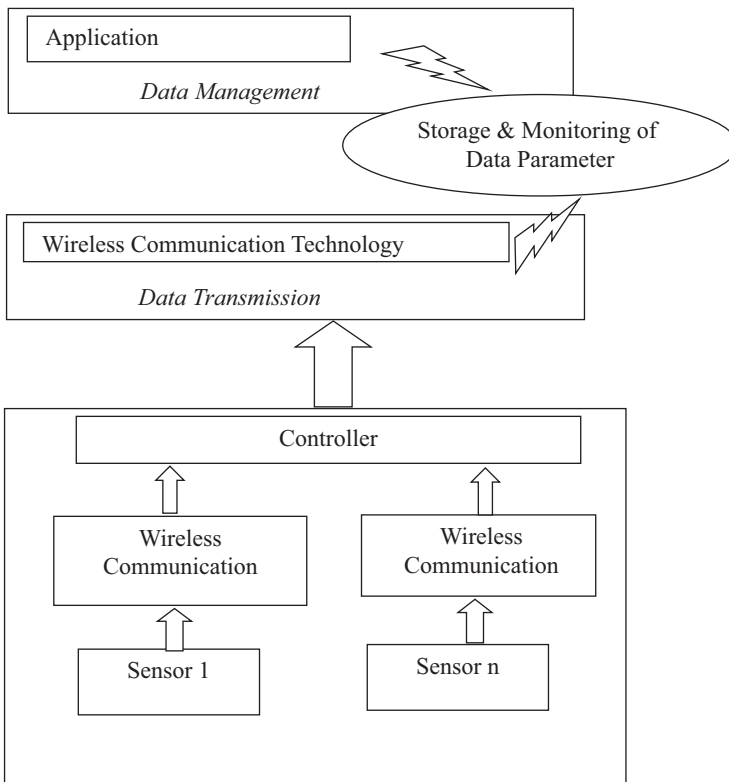 Application
Data Management
Storage & Monitoring of
Data Parameter
Wireless Communication Technology
Data Transmission
Controller
Wireless
Communication
Wireless
Communication
Sensor 1
Sensor n